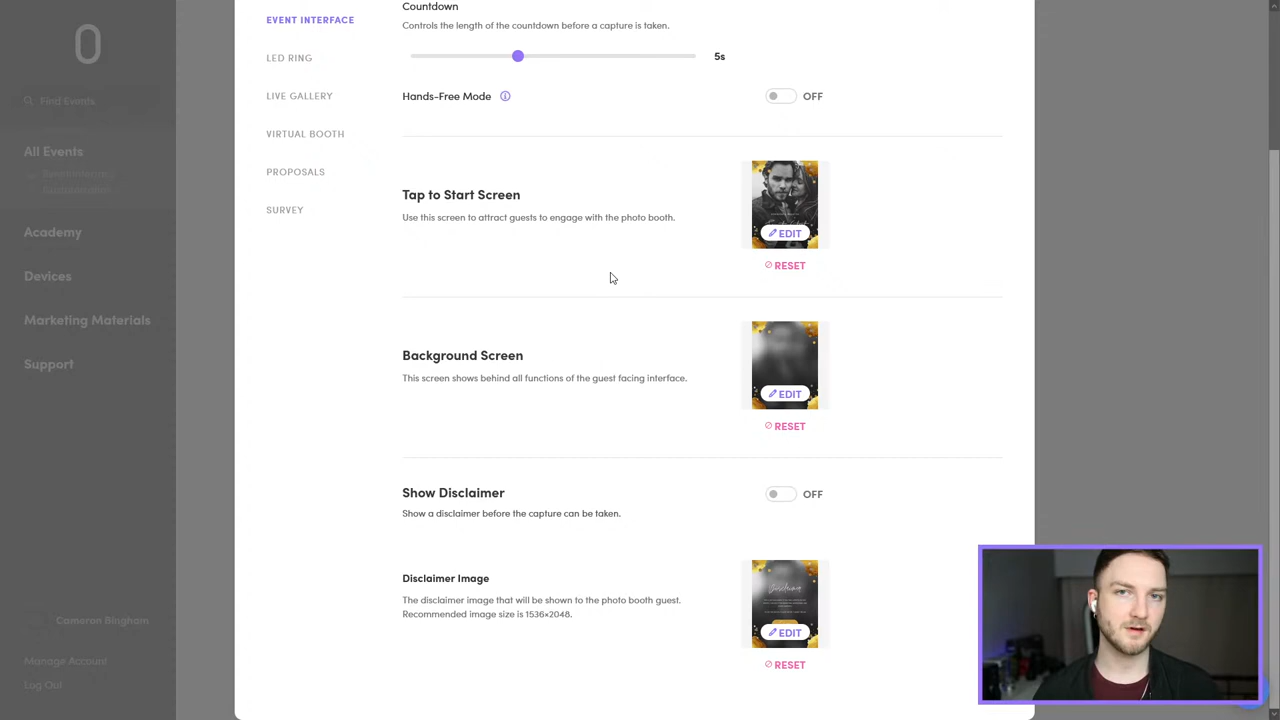 EVENT INTERFACE
LED RING
LIVE GALLERY
VIRTUAL BOOTH
PROPOSALS
SURVEY
Find Events
All Events
Academy
Devices
Marketing Materials
Support
Cameron Bingham
Manage Account
Log Out
Countdown
Controls the length of the countdown before a capture is taken.
5s
Hands-Free Mode
OFF
Tap to Start Screen
Use this screen to attract guests to engage with the photo booth.
EDIT
RESET
Background Screen
This screen shows behind all functions of the guest facing interface.
EDIT
RESET
Show Disclaimer
Show a disclaimer before the capture can be taken.
OFF
Disclaimer Image
The disclaimer image that will be shown to the photo booth guest.
Recommended image size is 1536×2048.
EDIT
RESET